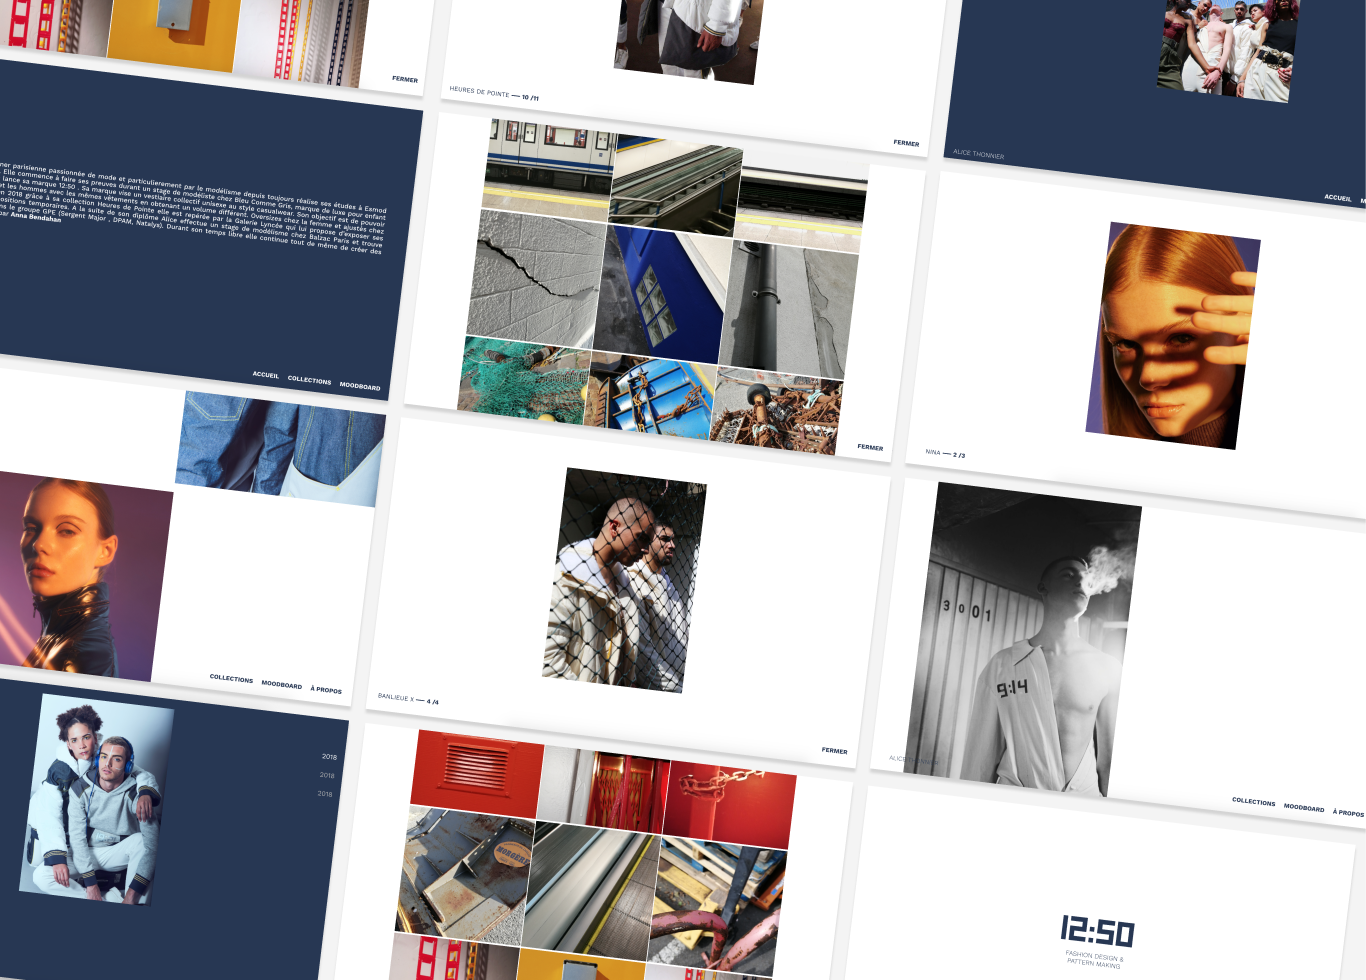 FERMER
HEURES DE POINTE — 10 /11
FERMER
ALICE THONNIER
ACCUEIL
ner parisienne passionnée de mode et particulierement par le modélisme depuis toujours réalise ses études à Esmod
. Elle commence à faire ses preuves durant un stage de modéliste chez Bleu Comme Gris, marque de luxe pour enfant
lance sa marque 12:50 . Sa marque vise un vestiaire collectif unisexe au style casualwear. Son objectif est de pouvoir
et les hommes avec les mêmes vêtements en obtenant un volume différent. Oversizes chez la femme et ajustés chez
n 2018 grâce à sa collection Heures de Pointe elle est repérée par la Galerie Lyncée qui lui propose d'exposer ses
positions temporaires. A la suite de son diplôme Alice effectue un stage de modélisme chez Balzac Paris et trouve
s le groupe GPE (Sergent Major , DPAM, Natalys). Durant son temps libre elle continue tout de même de créer des
par Anna Bendahan
ACCUEIL COLLECTIONS MOODBOARD
FERMER
NINA — 2 /3
COLLECTIONS MOODBOARD À PROPOS
BANLIEUE X — 4 /4
FERMER
3001
9:14
COLLECTIONS MOODBOARD À PROPOS
2018
2018
2018
12:50
FASHION DESIGN &
PATTERN MAKING